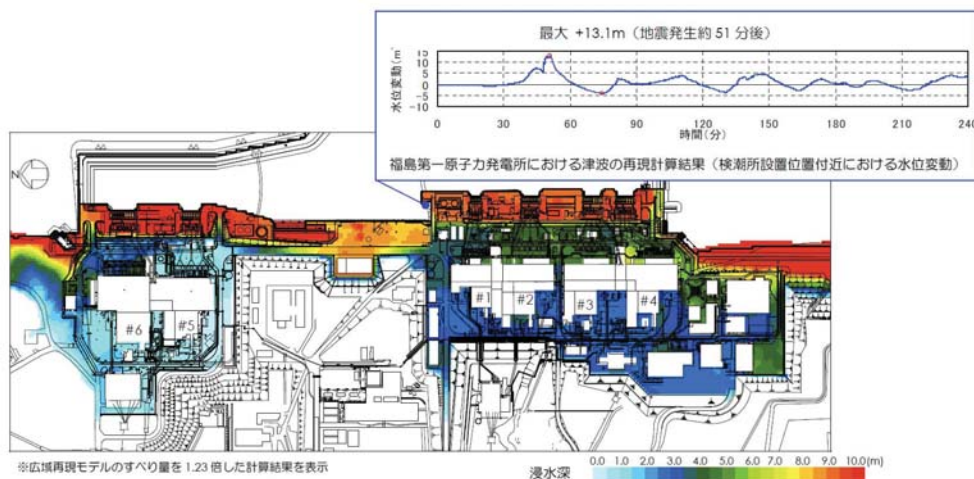 最大 +13.1m（地震発生約 51 分後）
水位変動(m)
15
10
5
0
-5
-10
0 30 60 90 120 150 180 210 240
時間(分)
福島第一原子力発電所における津波の再現計算結果（検潮所設置位置付近における水位変動）
N
#1 #2 #3 #4
#6 #5
※広域再現モデルのすべり量を 1.23 倍した計算結果を表示
浸水深
0.0 1.0 2.0 3.0 4.0 5.0 6.0 7.0 8.0 9.0 10.0(m)